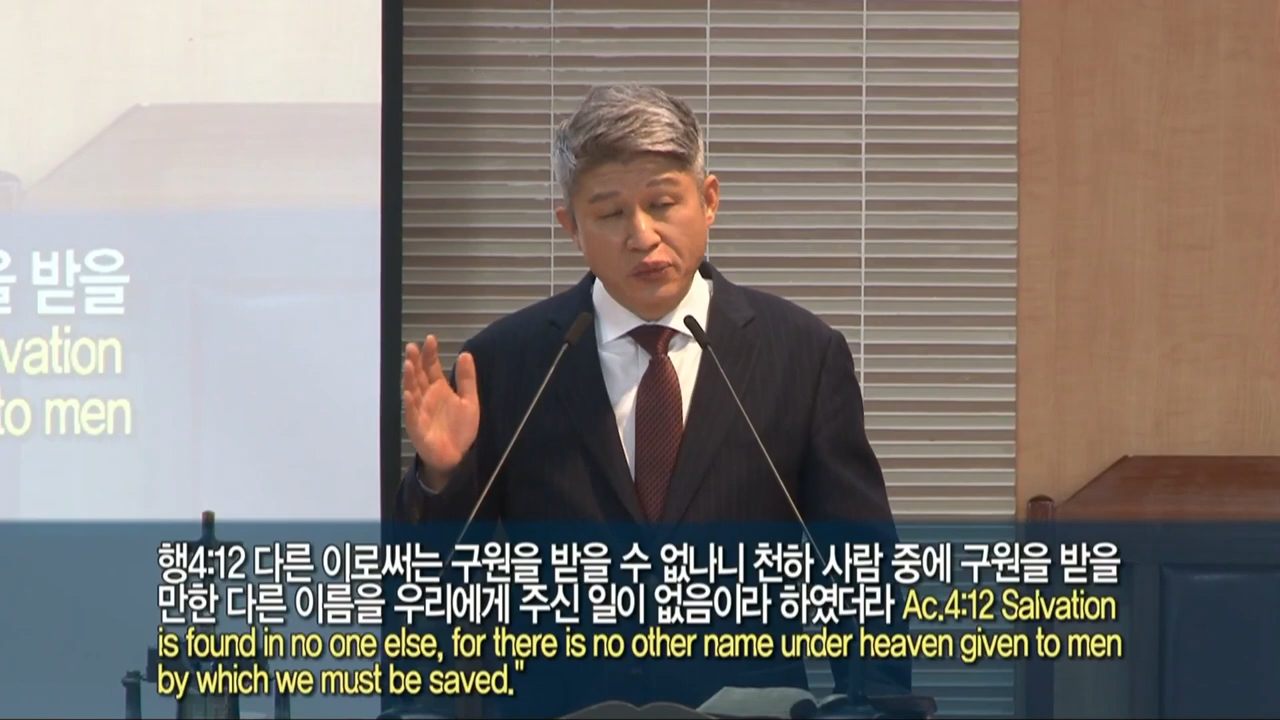 을 받을
vation
to men
행4:12 다른 이로써는 구원을 받을 수 없나니 천하 사람 중에 구원을 받을
만한 다른 이름을 우리에게 주신 일이 없음이라 하였더라 Ac.4:12 Salvation
is found in no one else, for there is no other name under heaven given to men
by which we must be saved."